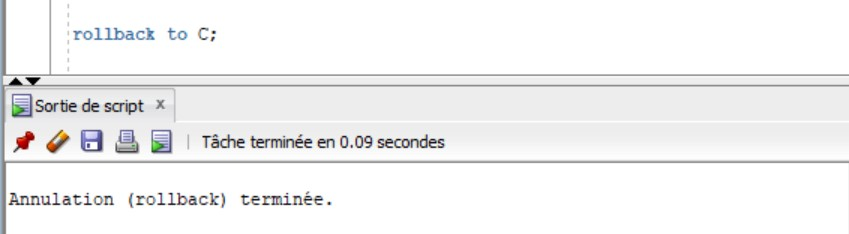 rollback to C;
Sortie de script x
Tâche terminée en 0.09 secondes
Annulation (rollback) terminée.